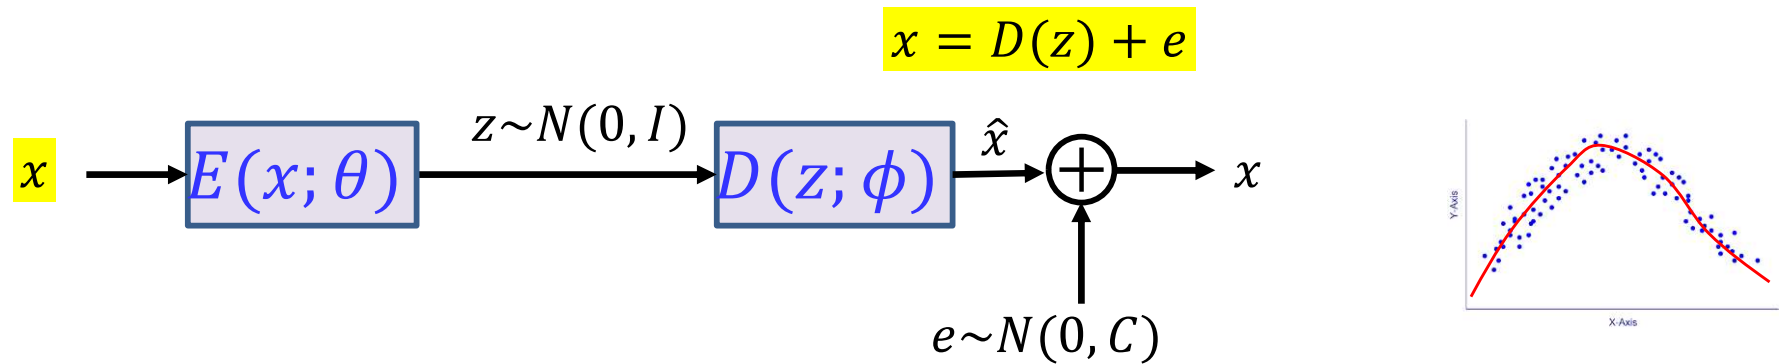 x = D(z) + e
x
E(x; θ)
z~N(0, I)
D(z; ϕ)
x̂
x
e~N(0, C)
Y-Axis
X-Axis